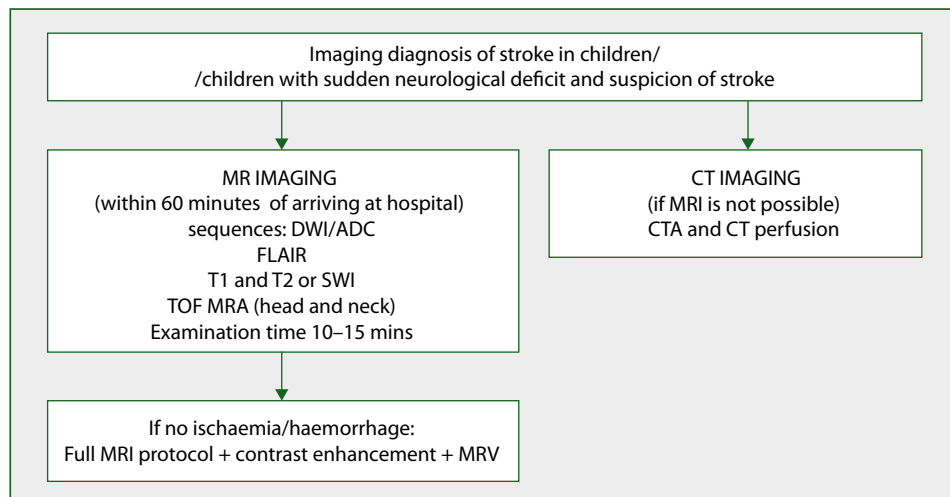 Imaging diagnosis of stroke in children/
/children with sudden neurological deficit and suspicion of stroke
MR IMAGING
(within 60 minutes of arriving at hospital)
sequences: DWI/ADC
FLAIR
T1 and T2 or SWI
TOF MRA (head and neck)
Examination time 10–15 mins
CT IMAGING
(if MRI is not possible)
CTA and CT perfusion
If no ischaemia/haemorrhage:
Full MRI protocol + contrast enhancement + MRV